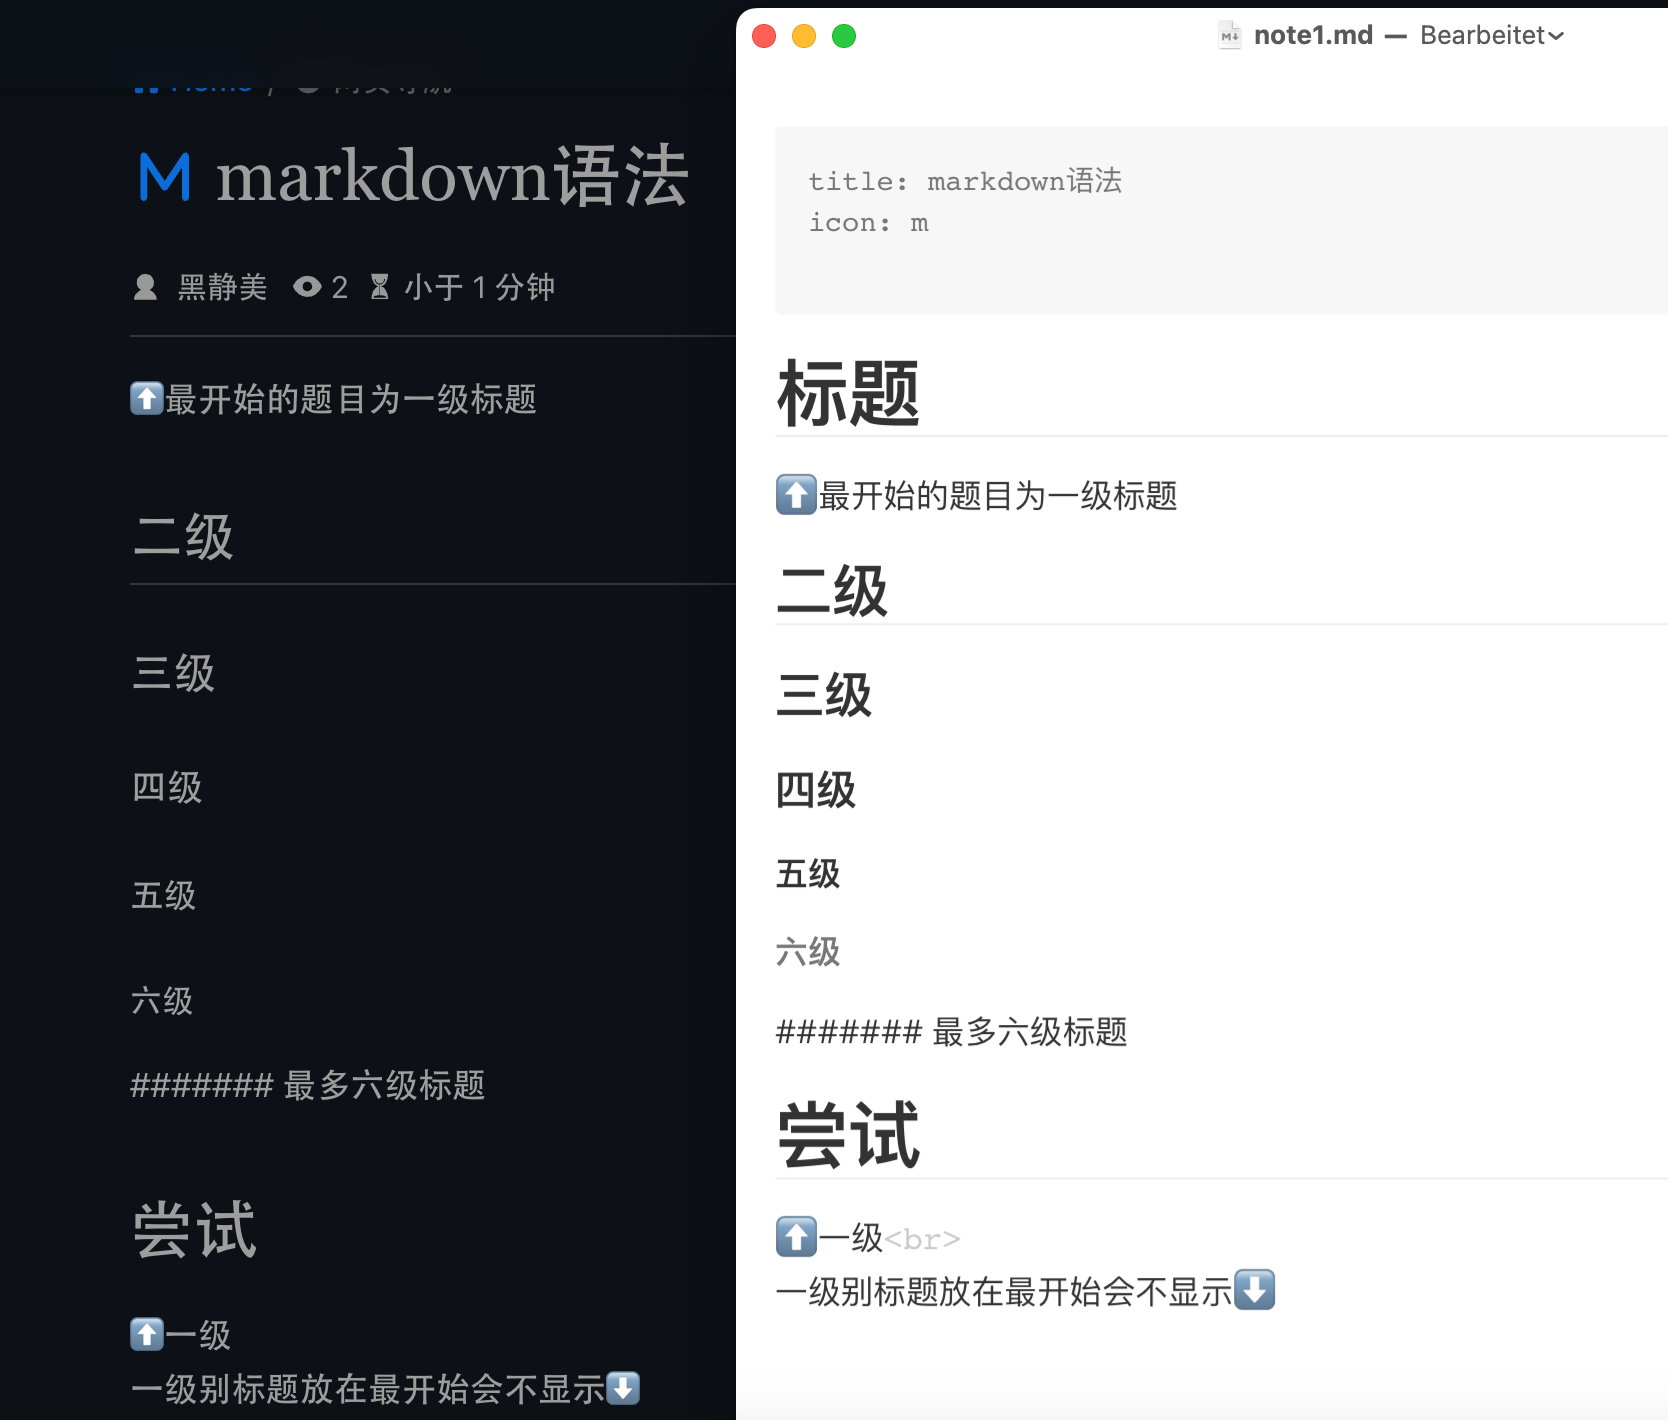 markdown语法
黑静美 2 小于 1 分钟
⬆️最开始的题目为一级标题
二级
三级
四级
五级
六级
####### 最多六级标题
尝试
⬆️一级
一级别标题放在最开始会不显示⬇️
note1.md — Bearbeitet
title: markdown语法
icon: m
标题
⬆️最开始的题目为一级标题
二级
三级
四级
五级
六级
####### 最多六级标题
尝试
⬆️一级<br>
一级别标题放在最开始会不显示⬇️